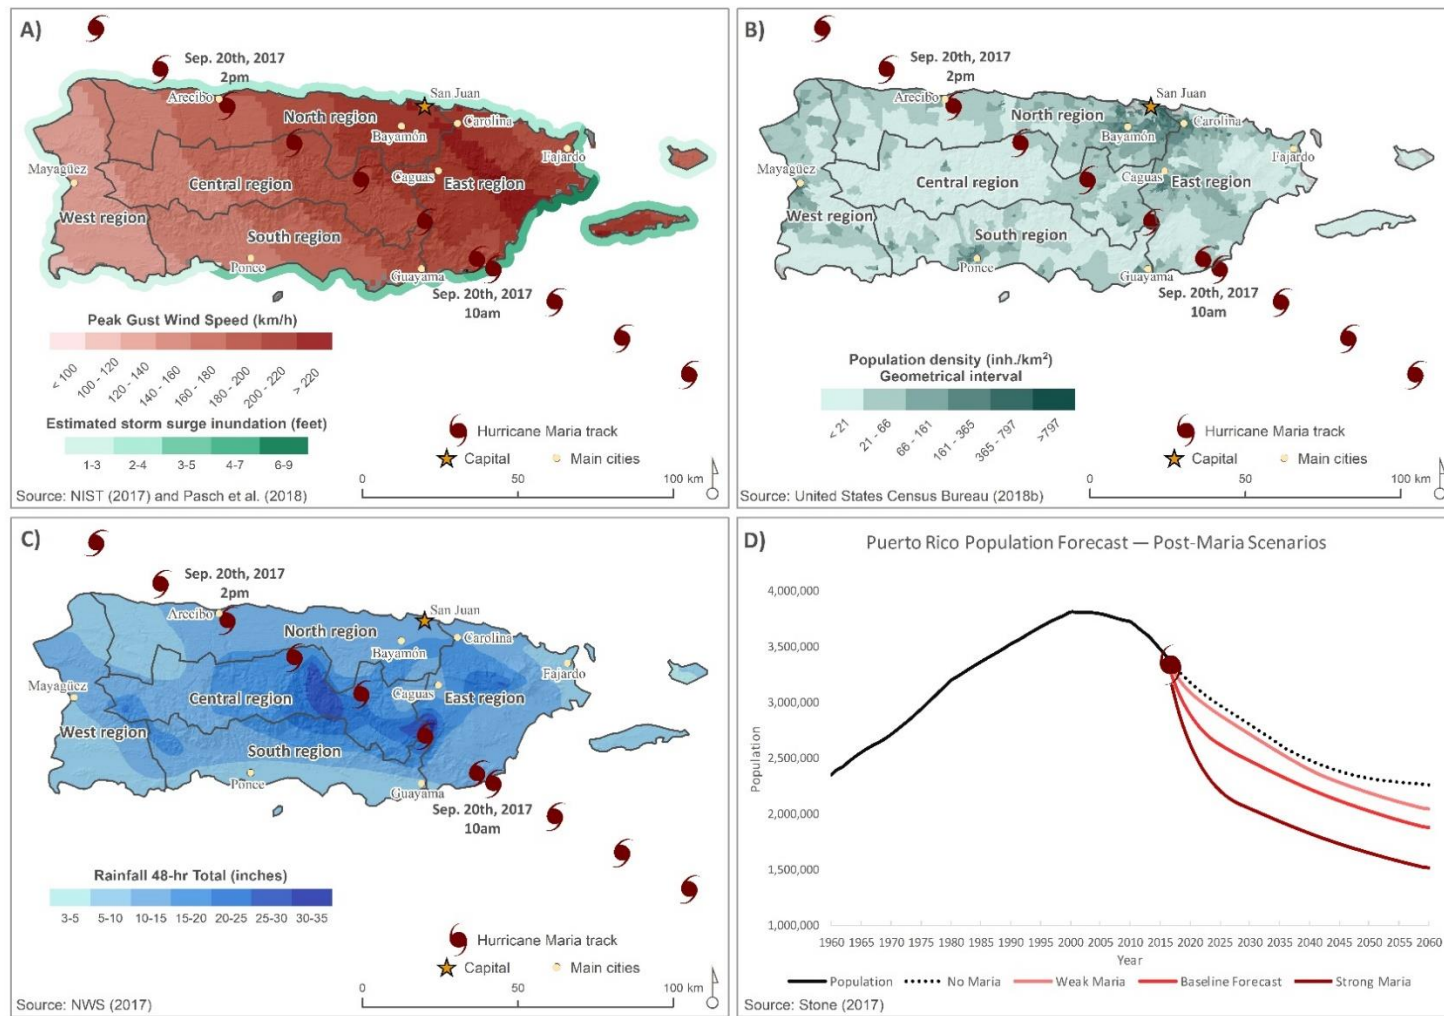 A)
Sep. 20th, 2017
2pm
Arecibo
San Juan
North region
Bayamón
Carolina
Mayagüez
Fajardo
Central region
Caguas
East region
West region
South region
Ponce
Guayama
Sep. 20th, 2017
10am
Peak Gust Wind Speed (km/h)
< 100
100 - 120
120 - 140
140 - 160
160 - 180
180 - 200
200 - 220
> 220
Estimated storm surge inundation (feet)
1-3
2-4
3-5
4-7
6-9
Hurricane Maria track
Capital
Main cities
0
50
100 km
Source: NIST (2017) and Pasch et al. (2018)
B)
Sep. 20th, 2017
2pm
Arecibo
San Juan
North region
Bayamón
Carolina
Mayagüez
Fajardo
Central region
Caguas
East region
West region
South region
Ponce
Guayama
Sep. 20th, 2017
10am
Population density (inh./km²)
Geometrical interval
< 21
21 - 66
66 - 161
161 - 365
365 - 797
>797
Hurricane Maria track
Capital
Main cities
0
50
100 km
Source: United States Census Bureau (2018b)
C)
Sep. 20th, 2017
2pm
Arecibo
San Juan
North region
Bayamón
Carolina
Mayagüez
Fajardo
Central region
Caguas
East region
West region
South region
Ponce
Guayama
Sep. 20th, 2017
10am
Rainfall 48-hr Total (inches)
3-5
5-10
10-15
15-20
20-25
25-30
30-35
Hurricane Maria track
Capital
Main cities
0
50
100 km
Source: NWS (2017)
D)
Puerto Rico Population Forecast — Post-Maria Scenarios
4,000,000
3,500,000
3,000,000
2,500,000
2,000,000
1,500,000
1,000,000
Population
1960 1965 1970 1975 1980 1985 1990 1995 2000 2005 2010 2015 2020 2025 2030 2035 2040 2045 2050 2055 2060
Year
Population
No Maria
Weak Maria
Baseline Forecast
Strong Maria
Source: Stone (2017)